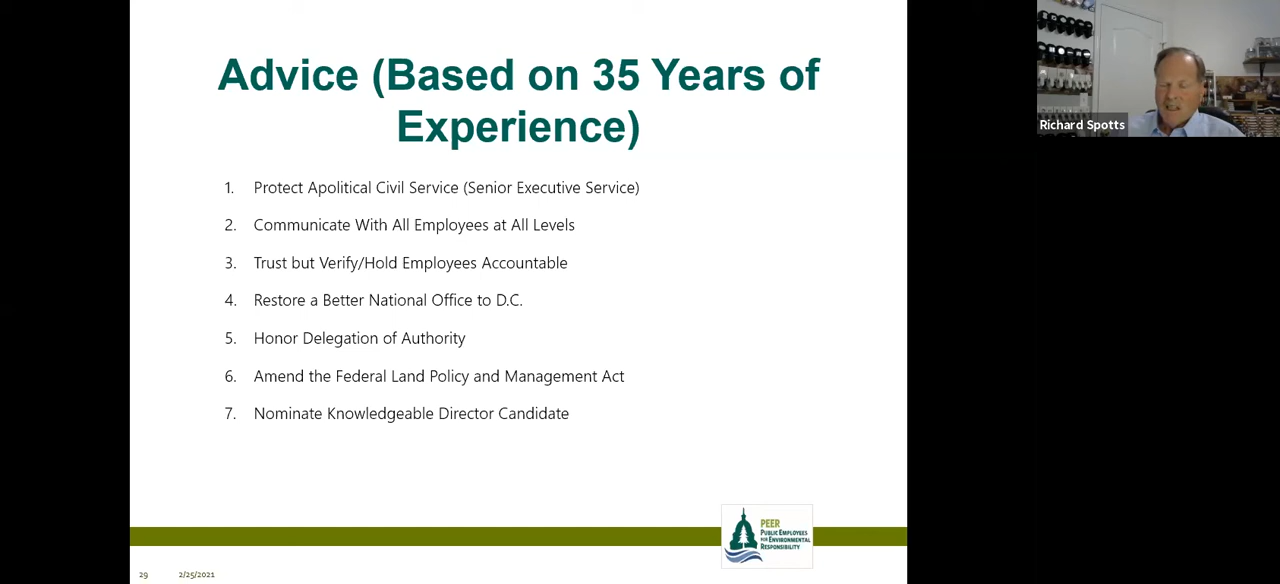 Advice (Based on 35 Years of
Experience)
1. Protect Apolitical Civil Service (Senior Executive Service)
2. Communicate With All Employees at All Levels
3. Trust but Verify/Hold Employees Accountable
4. Restore a Better National Office to D.C.
5. Honor Delegation of Authority
6. Amend the Federal Land Policy and Management Act
7. Nominate Knowledgeable Director Candidate
PEER
PUBLIC EMPLOYEES
FOR ENVIRONMENTAL
RESPONSIBILITY
29 2/25/2021
Richard Spotts